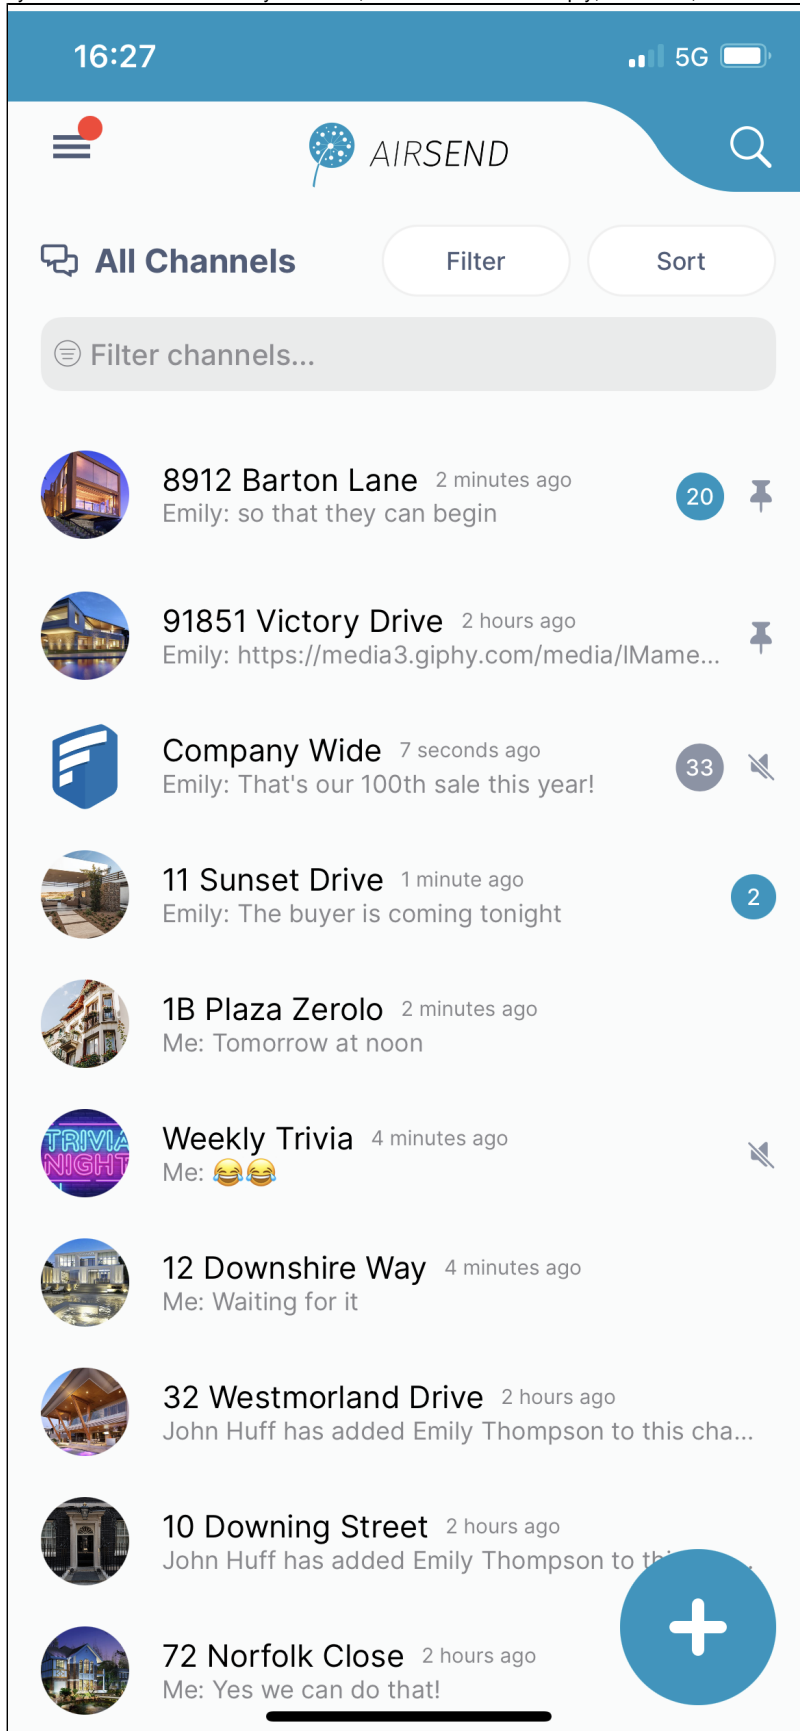 16:27
5G
AIRSEND
All Channels
Filter
Sort
Filter channels...
8912 Barton Lane 2 minutes ago
Emily: so that they can begin
20
91851 Victory Drive 2 hours ago
Emily: https://media3.giphy.com/media/IMame...
Company Wide 7 seconds ago
Emily: That's our 100th sale this year!
33
11 Sunset Drive 1 minute ago
Emily: The buyer is coming tonight
2
1B Plaza Zerolo 2 minutes ago
Me: Tomorrow at noon
TRIVIA
NIGHT
Weekly Trivia 4 minutes ago
Me: 😂😂
12 Downshire Way 4 minutes ago
Me: Waiting for it
32 Westmorland Drive 2 hours ago
John Huff has added Emily Thompson to this cha...
10 Downing Street 2 hours ago
John Huff has added Emily Thompson to
72 Norfolk Close 2 hours ago
Me: Yes we can do that!